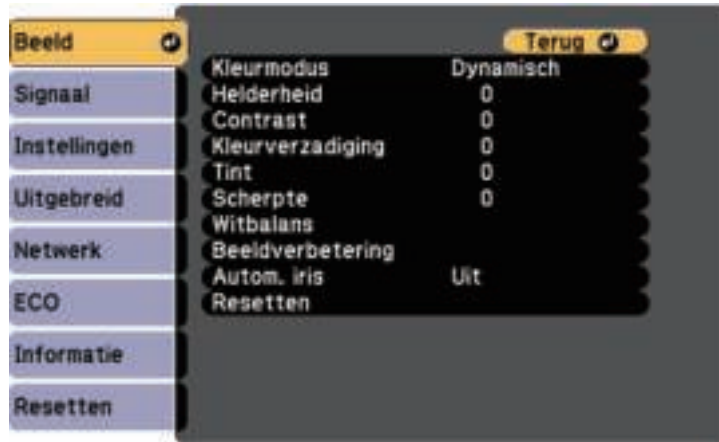 Beeld
Signaal
Instellingen
Uitgebreid
Netwerk
ECO
Informatie
Resetten
Terug
Kleurmodus Dynamisch
Helderheid 0
Contrast 0
Kleurverzadiging 0
Tint 0
Scherpte 0
Witbalans
Beeldverbetering
Autom. iris Uit
Resetten